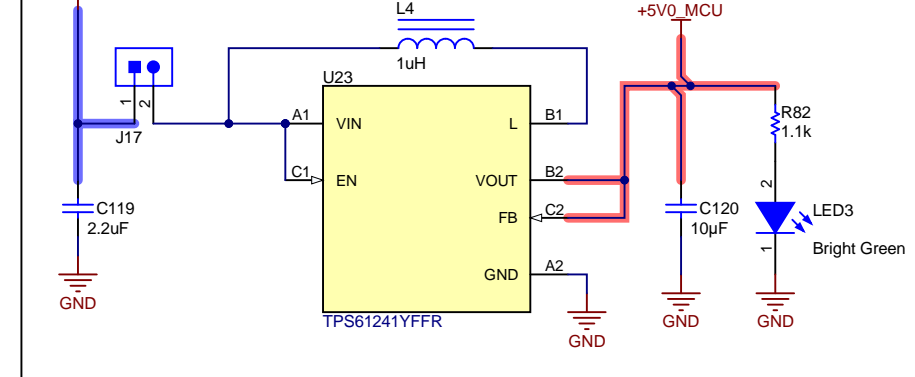 L4
+5V0_MCU
1uH
U23
1
2
J17
A1
VIN
L
B1
R82
1.1k
C1
EN
VOUT
B2
2
C119
2.2uF
FB
C2
C120
10µF
LED3
1
Bright Green
GND
A2
GND
TPS61241YFFR
GND
GND
GND